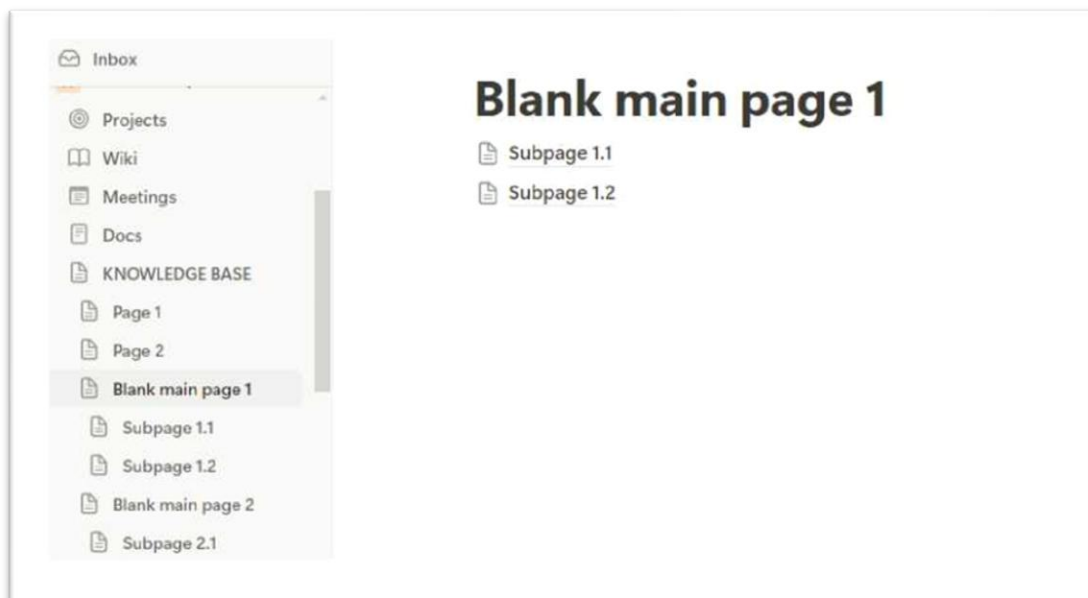 Inbox
Projects
Wiki
Meetings
Docs
KNOWLEDGE BASE
Page 1
Page 2
Blank main page 1
Subpage 1.1
Subpage 1.2
Blank main page 2
Subpage 2.1
Blank main page 1
Subpage 1.1
Subpage 1.2